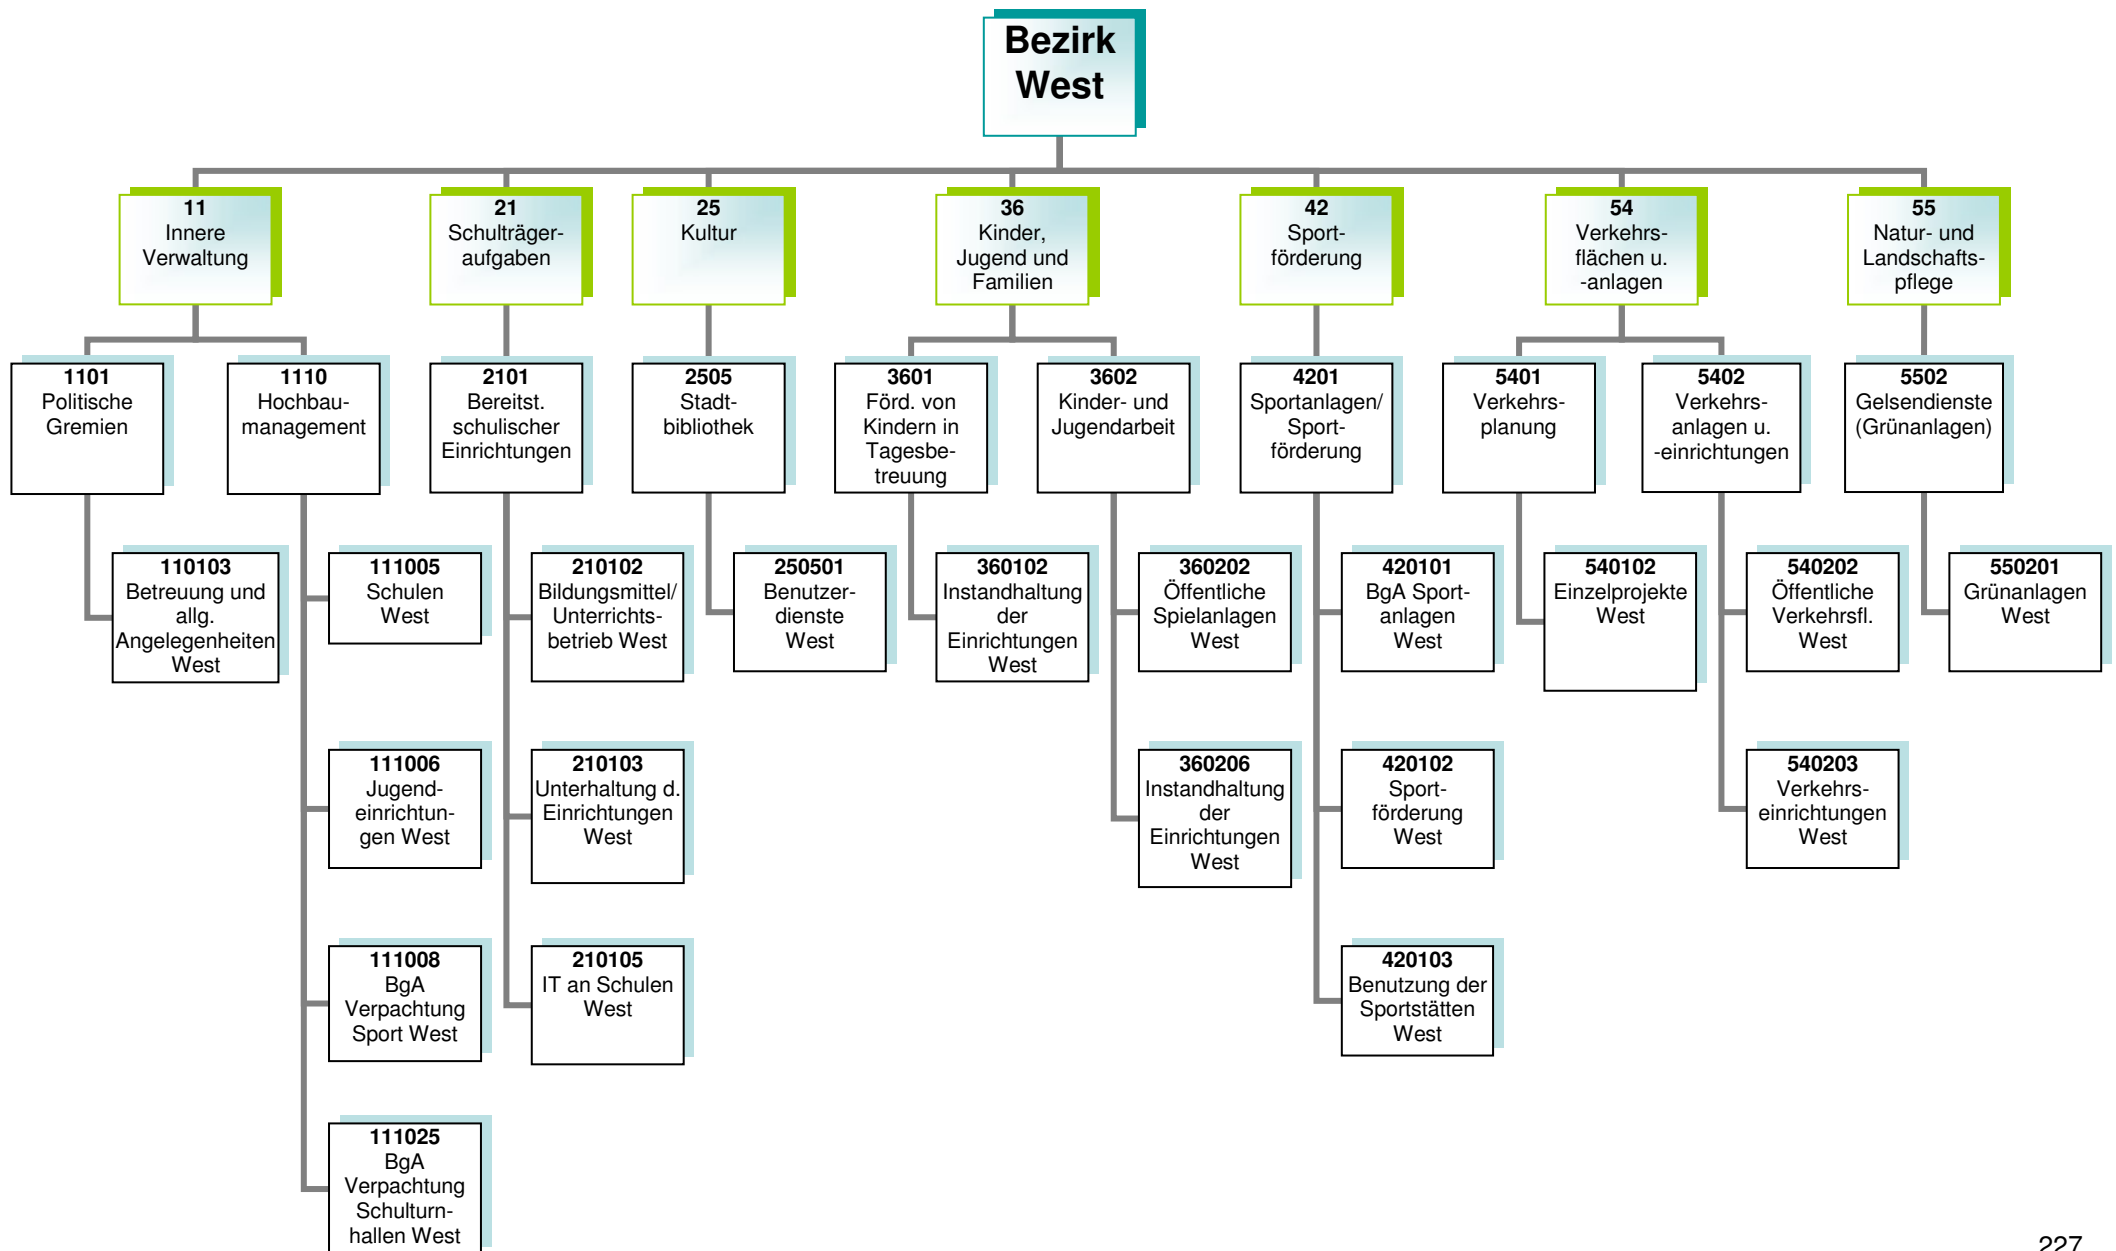 Bezirk
West
11
Innere
Verwaltung
21
Schulträger-
aufgaben
25
Kultur
36
Kinder,
Jugend und
Familien
42
Sport-
förderung
54
Verkehrs-
flächen u.
-anlagen
55
Natur- und
Landschafts-
pflege
1101
Politische
Gremien
1110
Hochbau-
management
2101
Bereitst.
schulischer
Einrichtungen
2505
Stadt-
bibliothek
3601
Förd. von
Kindern in
Tagesbe-
treuung
3602
Kinder- und
Jugendarbeit
4201
Sportanlagen/
Sport-
förderung
5401
Verkehrs-
planung
5402
Verkehrs-
anlagen u.
-einrichtungen
5502
Gelsendienste
(Grünanlagen)
110103
Betreuung und
allg.
Angelegenheiten
West
111005
Schulen
West
210102
Bildungsmittel/
Unterrichts-
betrieb West
250501
Benutzer-
dienste
West
360102
Instandhaltung
der
Einrichtungen
West
360202
Öffentliche
Spielanlagen
West
420101
BgA Sport-
anlagen
West
540102
Einzelprojekte
West
540202
Öffentliche
Verkehrsfl.
West
550201
Grünanlagen
West
111006
Jugend-
einrichtun-
gen West
210103
Unterhaltung d.
Einrichtungen
West
360206
Instandhaltung
der
Einrichtungen
West
420102
Sport-
förderung
West
540203
Verkehrs-
einrichtungen
West
111008
BgA
Verpachtung
Sport West
210105
IT an Schulen
West
420103
Benutzung der
Sportstätten
West
111025
BgA
Verpachtung
Schulturn-
hallen West
227